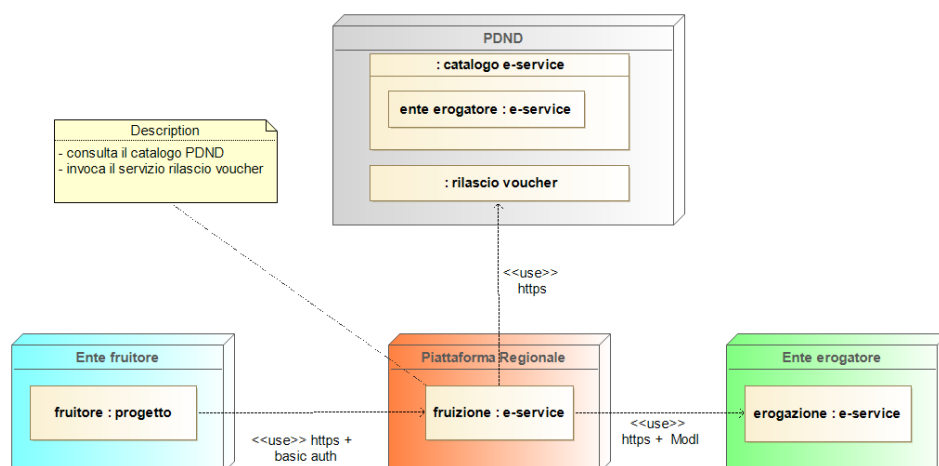 PDND
: catalogo e-service
ente erogatore : e-service
Description
- consulta il catalogo PDND
- invoca il servizio rilascio voucher
: rilascio voucher
<<use>>
https
Ente fruitore
Piattaforma Regionale
Ente erogatore
fruitore : progetto
fruizione : e-service
erogazione : e-service
<<use>> https +
basic auth
<<use>>
https + ModI